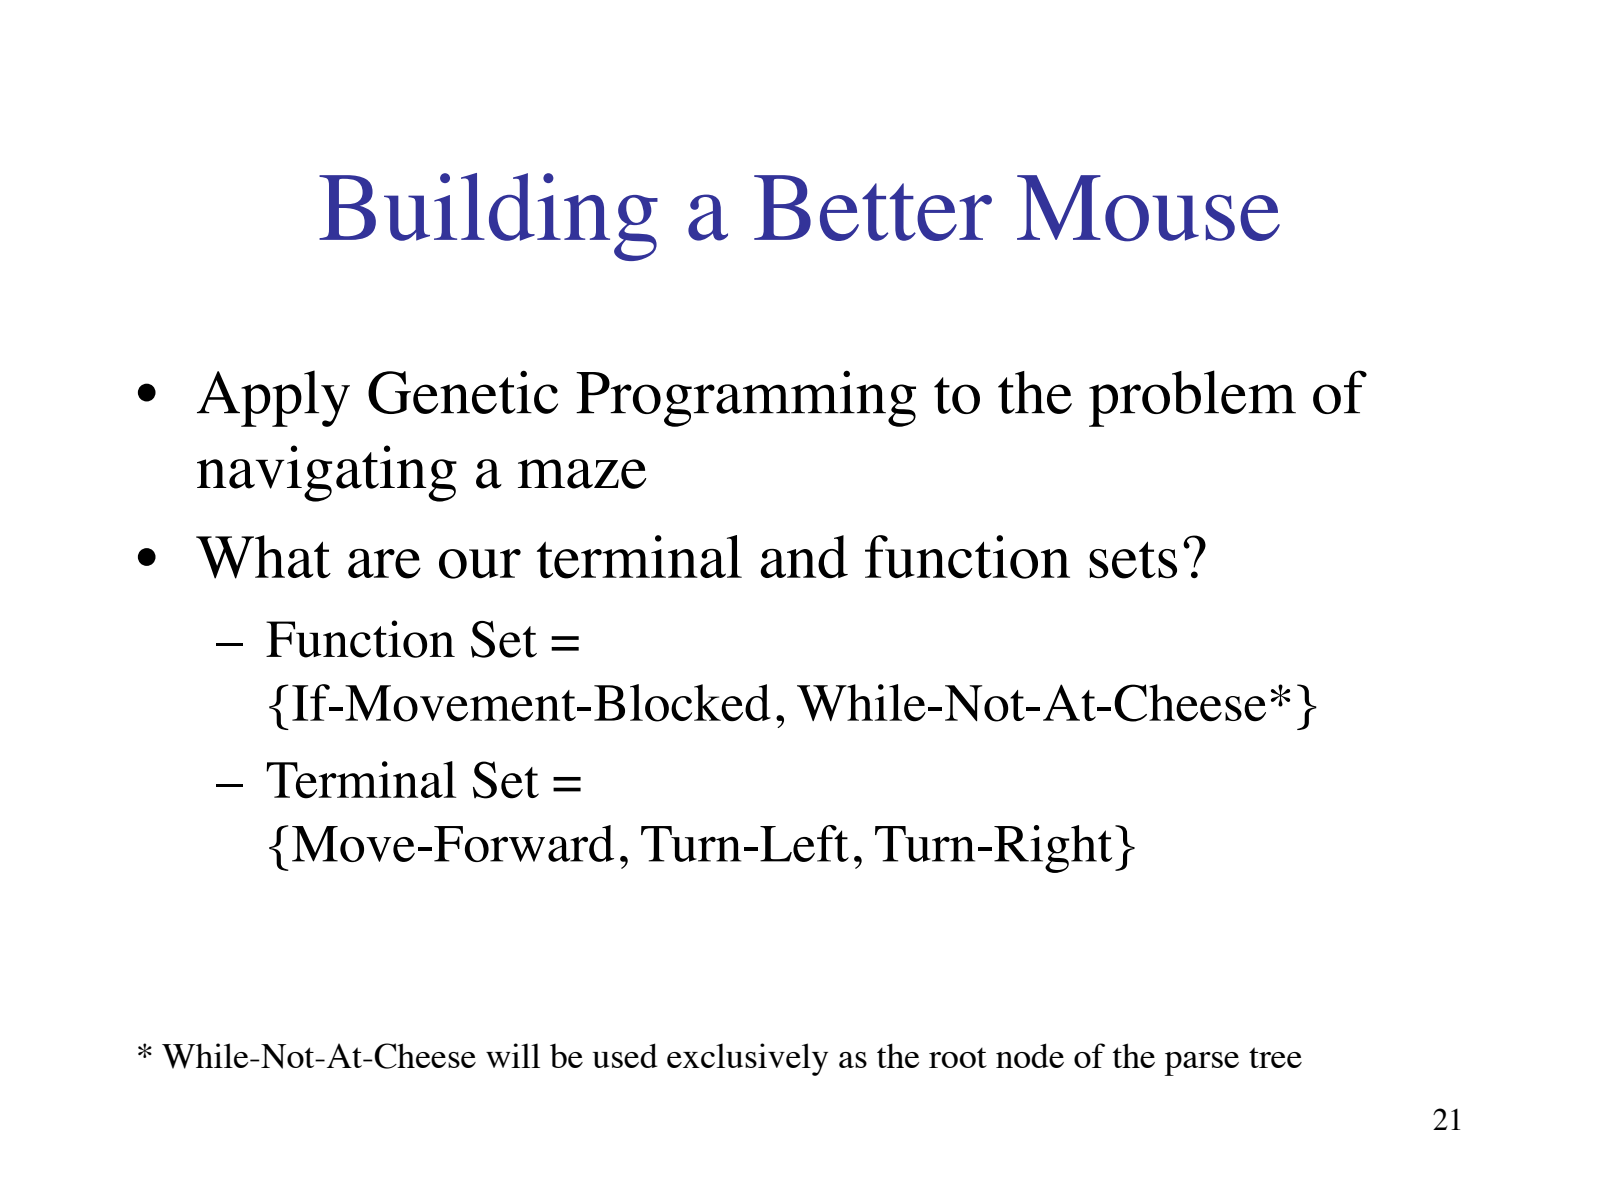 Building a Better Mouse
• Apply Genetic Programming to the problem of
navigating a maze
• What are our terminal and function sets?
– Function Set =
{If-Movement-Blocked, While-Not-At-Cheese*}
– Terminal Set =
{Move-Forward, Turn-Left, Turn-Right}
* While-Not-At-Cheese will be used exclusively as the root node of the parse tree
21